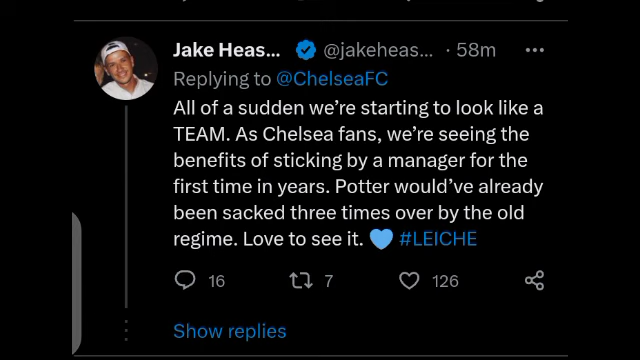 Jake Heas... @jakeheas... · 58m
Replying to @ChelseaFC
All of a sudden we're starting to look like a
TEAM. As Chelsea fans, we're seeing the
benefits of sticking by a manager for the
first time in years. Potter would've already
been sacked three times over by the old
regime. Love to see it. 💙 #LEICHE
16 7 126
Show replies